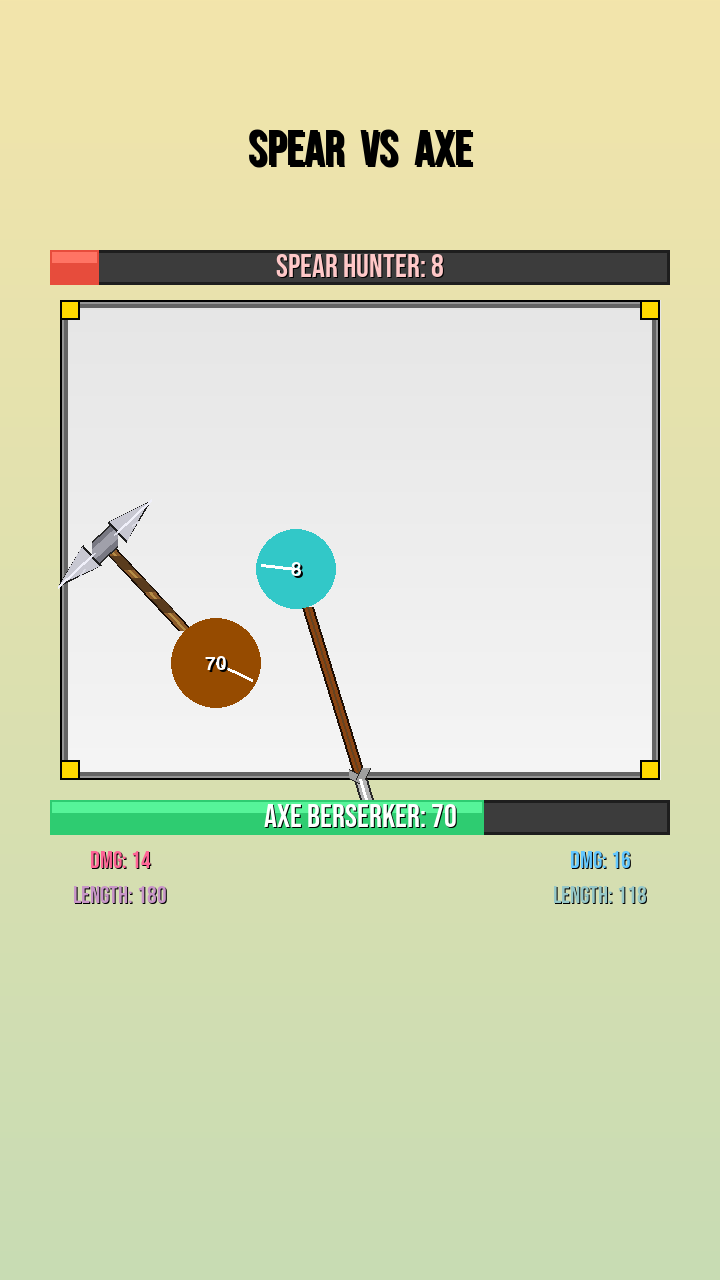 SPEAR VS AXE
SPEAR HUNTER: 8
8
70
AXE BERSERKER: 70
DMG: 14
DMG: 16
LENGTH: 180
LENGTH: 118